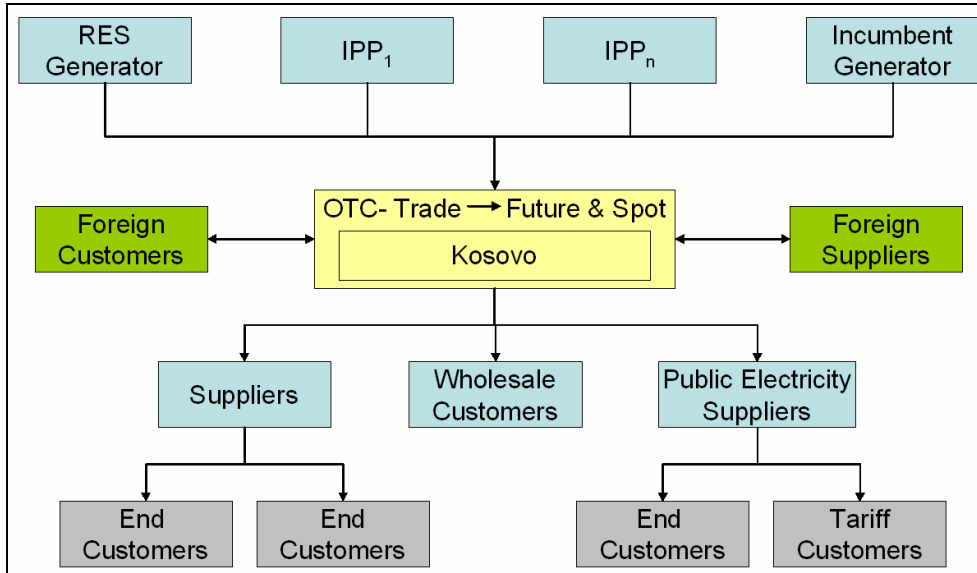 RES
Generator
IPP1
IPPn
Incumbent
Generator
OTC- Trade → Future & Spot
Kosovo
Foreign
Customers
Foreign
Suppliers
Suppliers
Wholesale
Customers
Public Electricity
Suppliers
End
Customers
End
Customers
End
Customers
Tariff
Customers